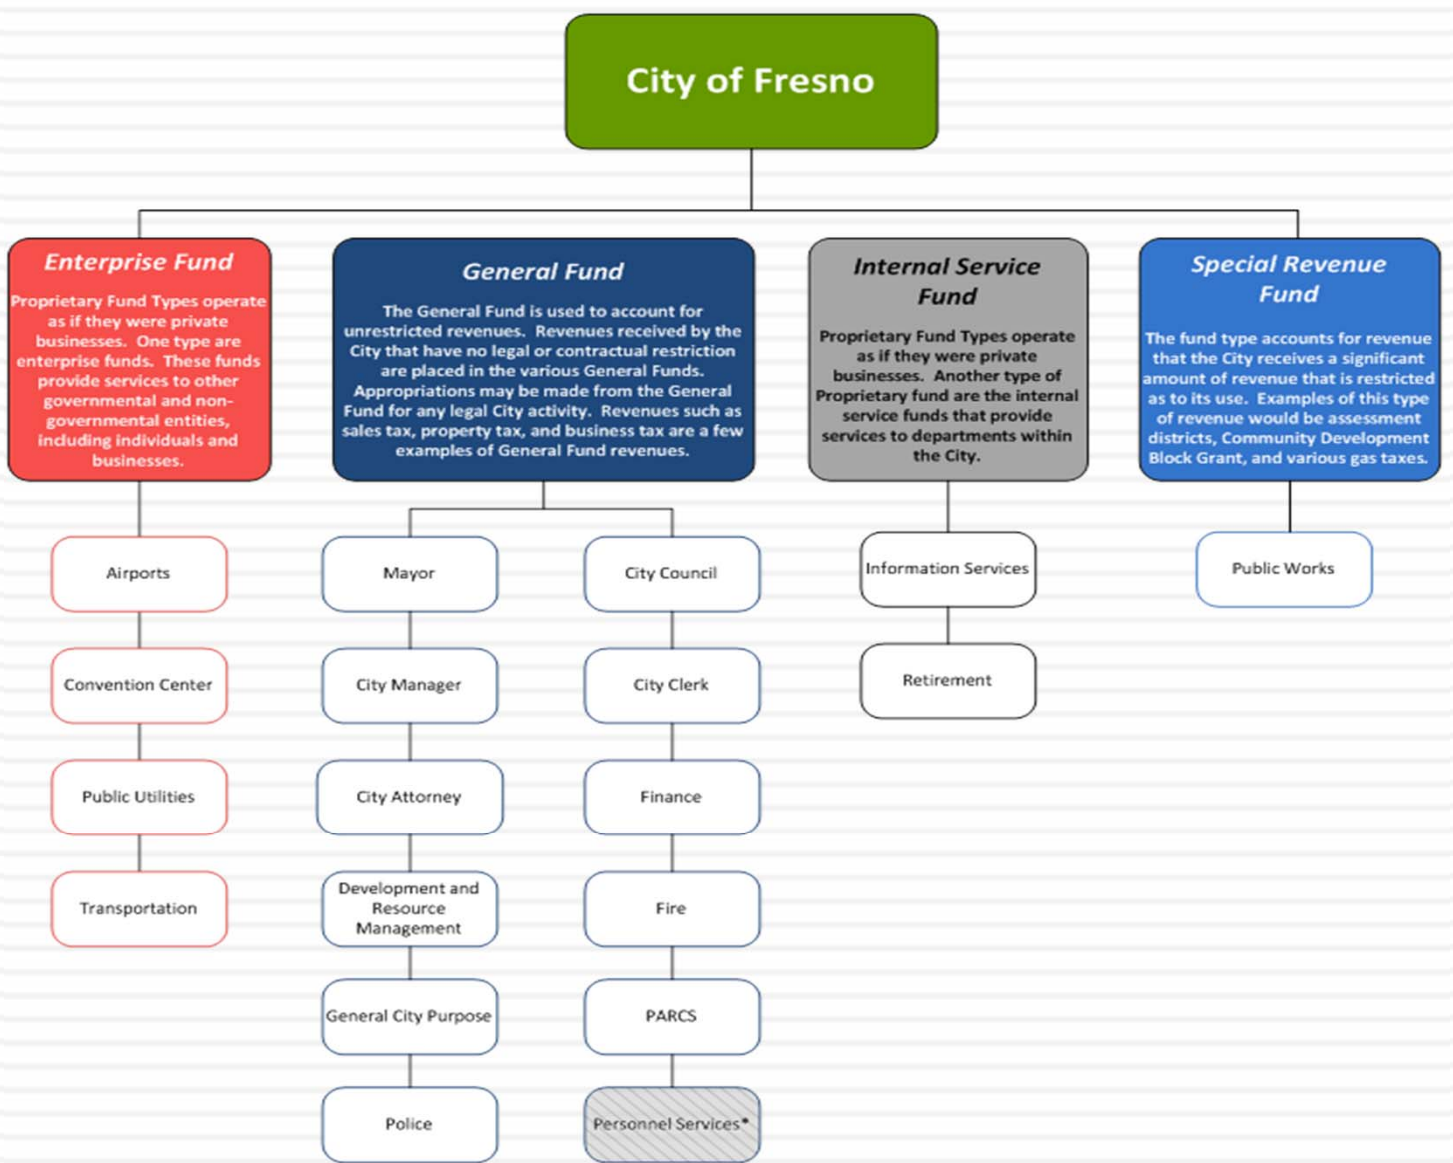 City of Fresno
Enterprise Fund
Proprietary Fund Types operate
as if they were private
businesses. One type are
enterprise funds. These funds
provide services to other
governmental and non-
governmental entities,
including individuals and
businesses.
General Fund
The General Fund is used to account for
unrestricted revenues. Revenues received by the
City that have no legal or contractual restriction
are placed in the various General Funds.
Appropriations may be made from the General
Fund for any legal City activity. Revenues such as
sales tax, property tax, and business tax are a few
examples of General Fund revenues.
Internal Service
Fund
Proprietary Fund Types operate
as if they were private
businesses. Another type of
Proprietary fund are the internal
service funds that provide
services to departments within
the City.
Special Revenue
Fund
The fund type accounts for revenue
that the City receives a significant
amount of revenue that is restricted
as to its use. Examples of this type
of revenue would be assessment
districts, Community Development
Block Grant, and various gas taxes.
Airports
Convention Center
Public Utilities
Transportation
Mayor
City Manager
City Attorney
Development and
Resource
Management
General City Purpose
Police
City Council
City Clerk
Finance
Fire
PARCS
Personnel Services*
Information Services
Retirement
Public Works